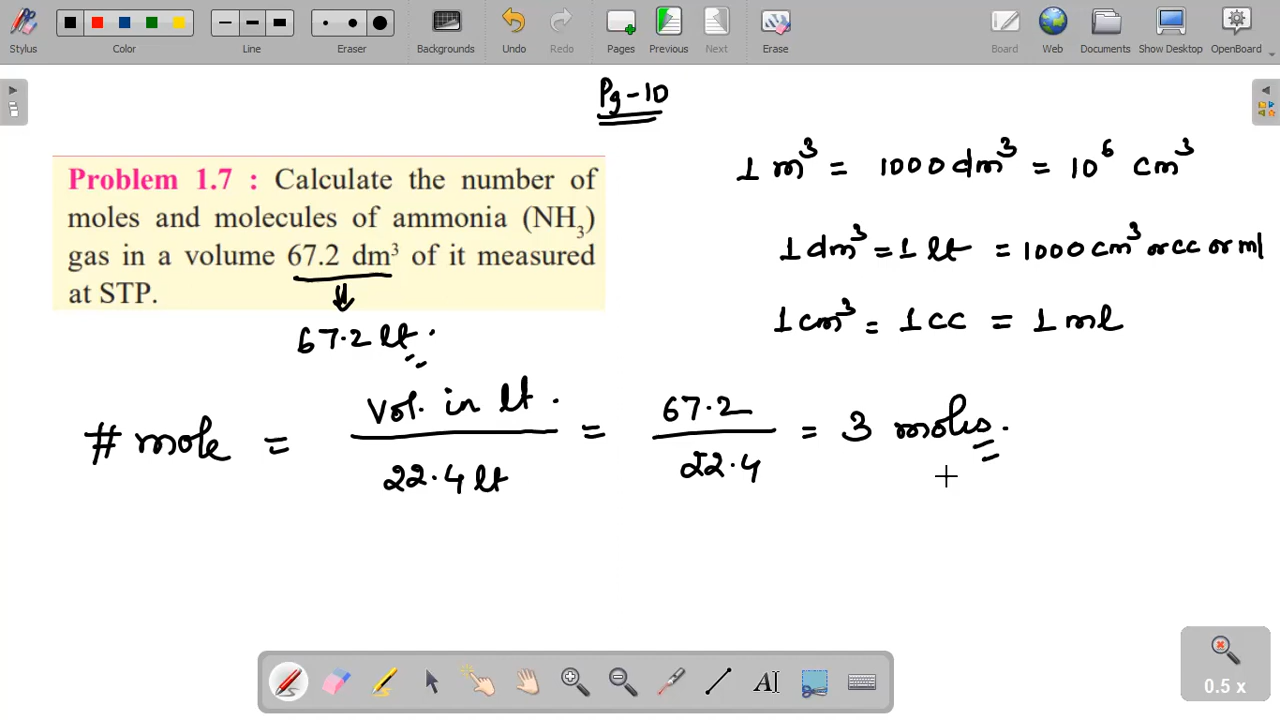 Stylus
Color
Line
Eraser
Backgrounds
Undo
Redo
Pages
Previous
Next
Erase
Board
Web
Documents
Show Desktop
OpenBoard
Pg-10
Problem 1.7 : Calculate the number of
moles and molecules of ammonia (NH₃)
gas in a volume 67.2 dm³ of it measured
at STP.
67.2 lt.
1 m³ = 1000 dm³ = 10⁶ cm³
1 dm³ = 1 lt = 1000 cm³ or cc or ml
1 cm³ = 1 cc = 1 ml
# mole = Vol. in lt. / 22.4 lt = 67.2 / 22.4 = 3 moles.
AI
0.5 x